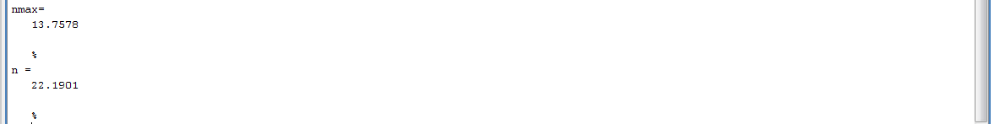 nmax=
13.7578
%
n =
22.1901
%